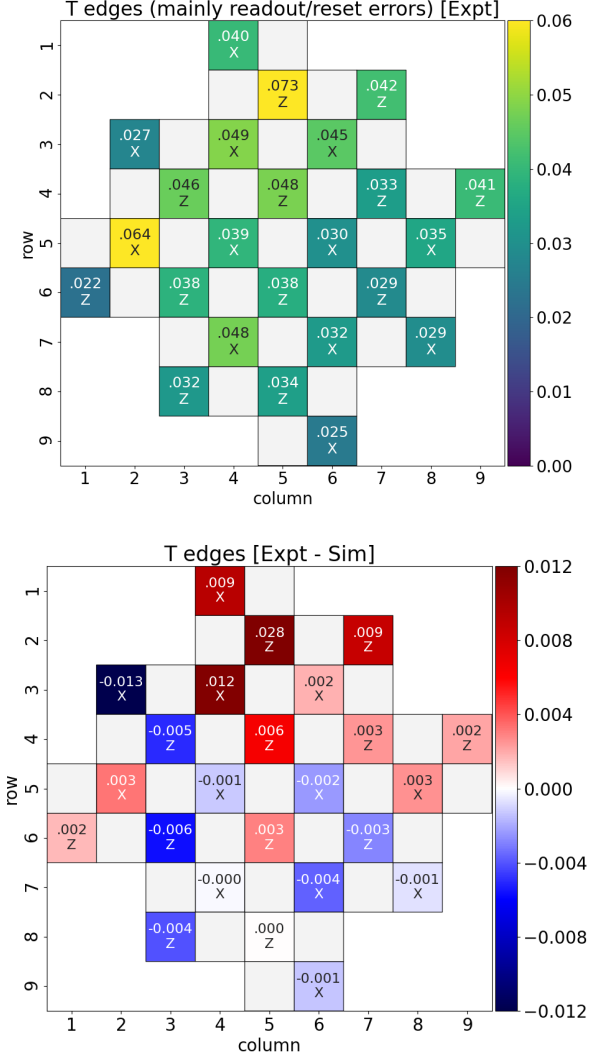 T edges (mainly readout/reset errors) [Expt]
row
1
2
3
4
5
6
7
8
9
.040
X
.073
Z
.042
Z
.027
X
.049
X
.045
X
.046
Z
.048
Z
.033
Z
.041
Z
.064
X
.039
X
.030
X
.035
X
.022
Z
.038
Z
.038
Z
.029
Z
.048
X
.032
X
.029
X
.032
Z
.034
Z
.025
X
1 2 3 4 5 6 7 8 9
column
0.06
0.05
0.04
0.03
0.02
0.01
0.00
T edges [Expt - Sim]
row
1
2
3
4
5
6
7
8
9
.009
X
.028
Z
.009
Z
-0.013
X
.012
X
.002
X
-0.005
Z
.006
Z
.003
Z
.002
Z
.003
X
-0.001
X
-0.002
X
.003
X
.002
Z
-0.006
Z
.003
Z
-0.003
Z
-0.000
X
-0.004
X
-0.001
X
-0.004
Z
.000
Z
-0.001
X
1 2 3 4 5 6 7 8 9
column
0.012
0.008
0.004
0.000
−0.004
−0.008
−0.012